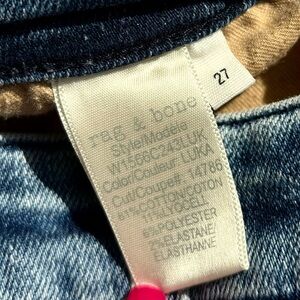 27
rag & bone
Style/Modele
W1566C243LUK
Color/Couleur: LUKA
Cut/Coupe#: 14786
81% COTTON/COTON
11% LYOCELL
6% POLYESTER
2% ELASTANE/
ELASTHANNE